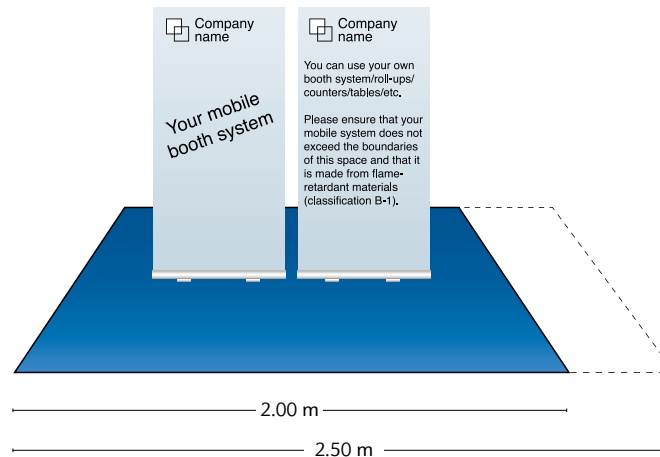 Company
name
Your mobile
booth system
Company
name
You can use your own
booth system/roll-ups/
counters/tables/etc.
Please ensure that your
mobile system does not
exceed the boundaries
of this space and that it
is made from flame-
retardant materials
(classification B-1).
2.00 m
2.50 m